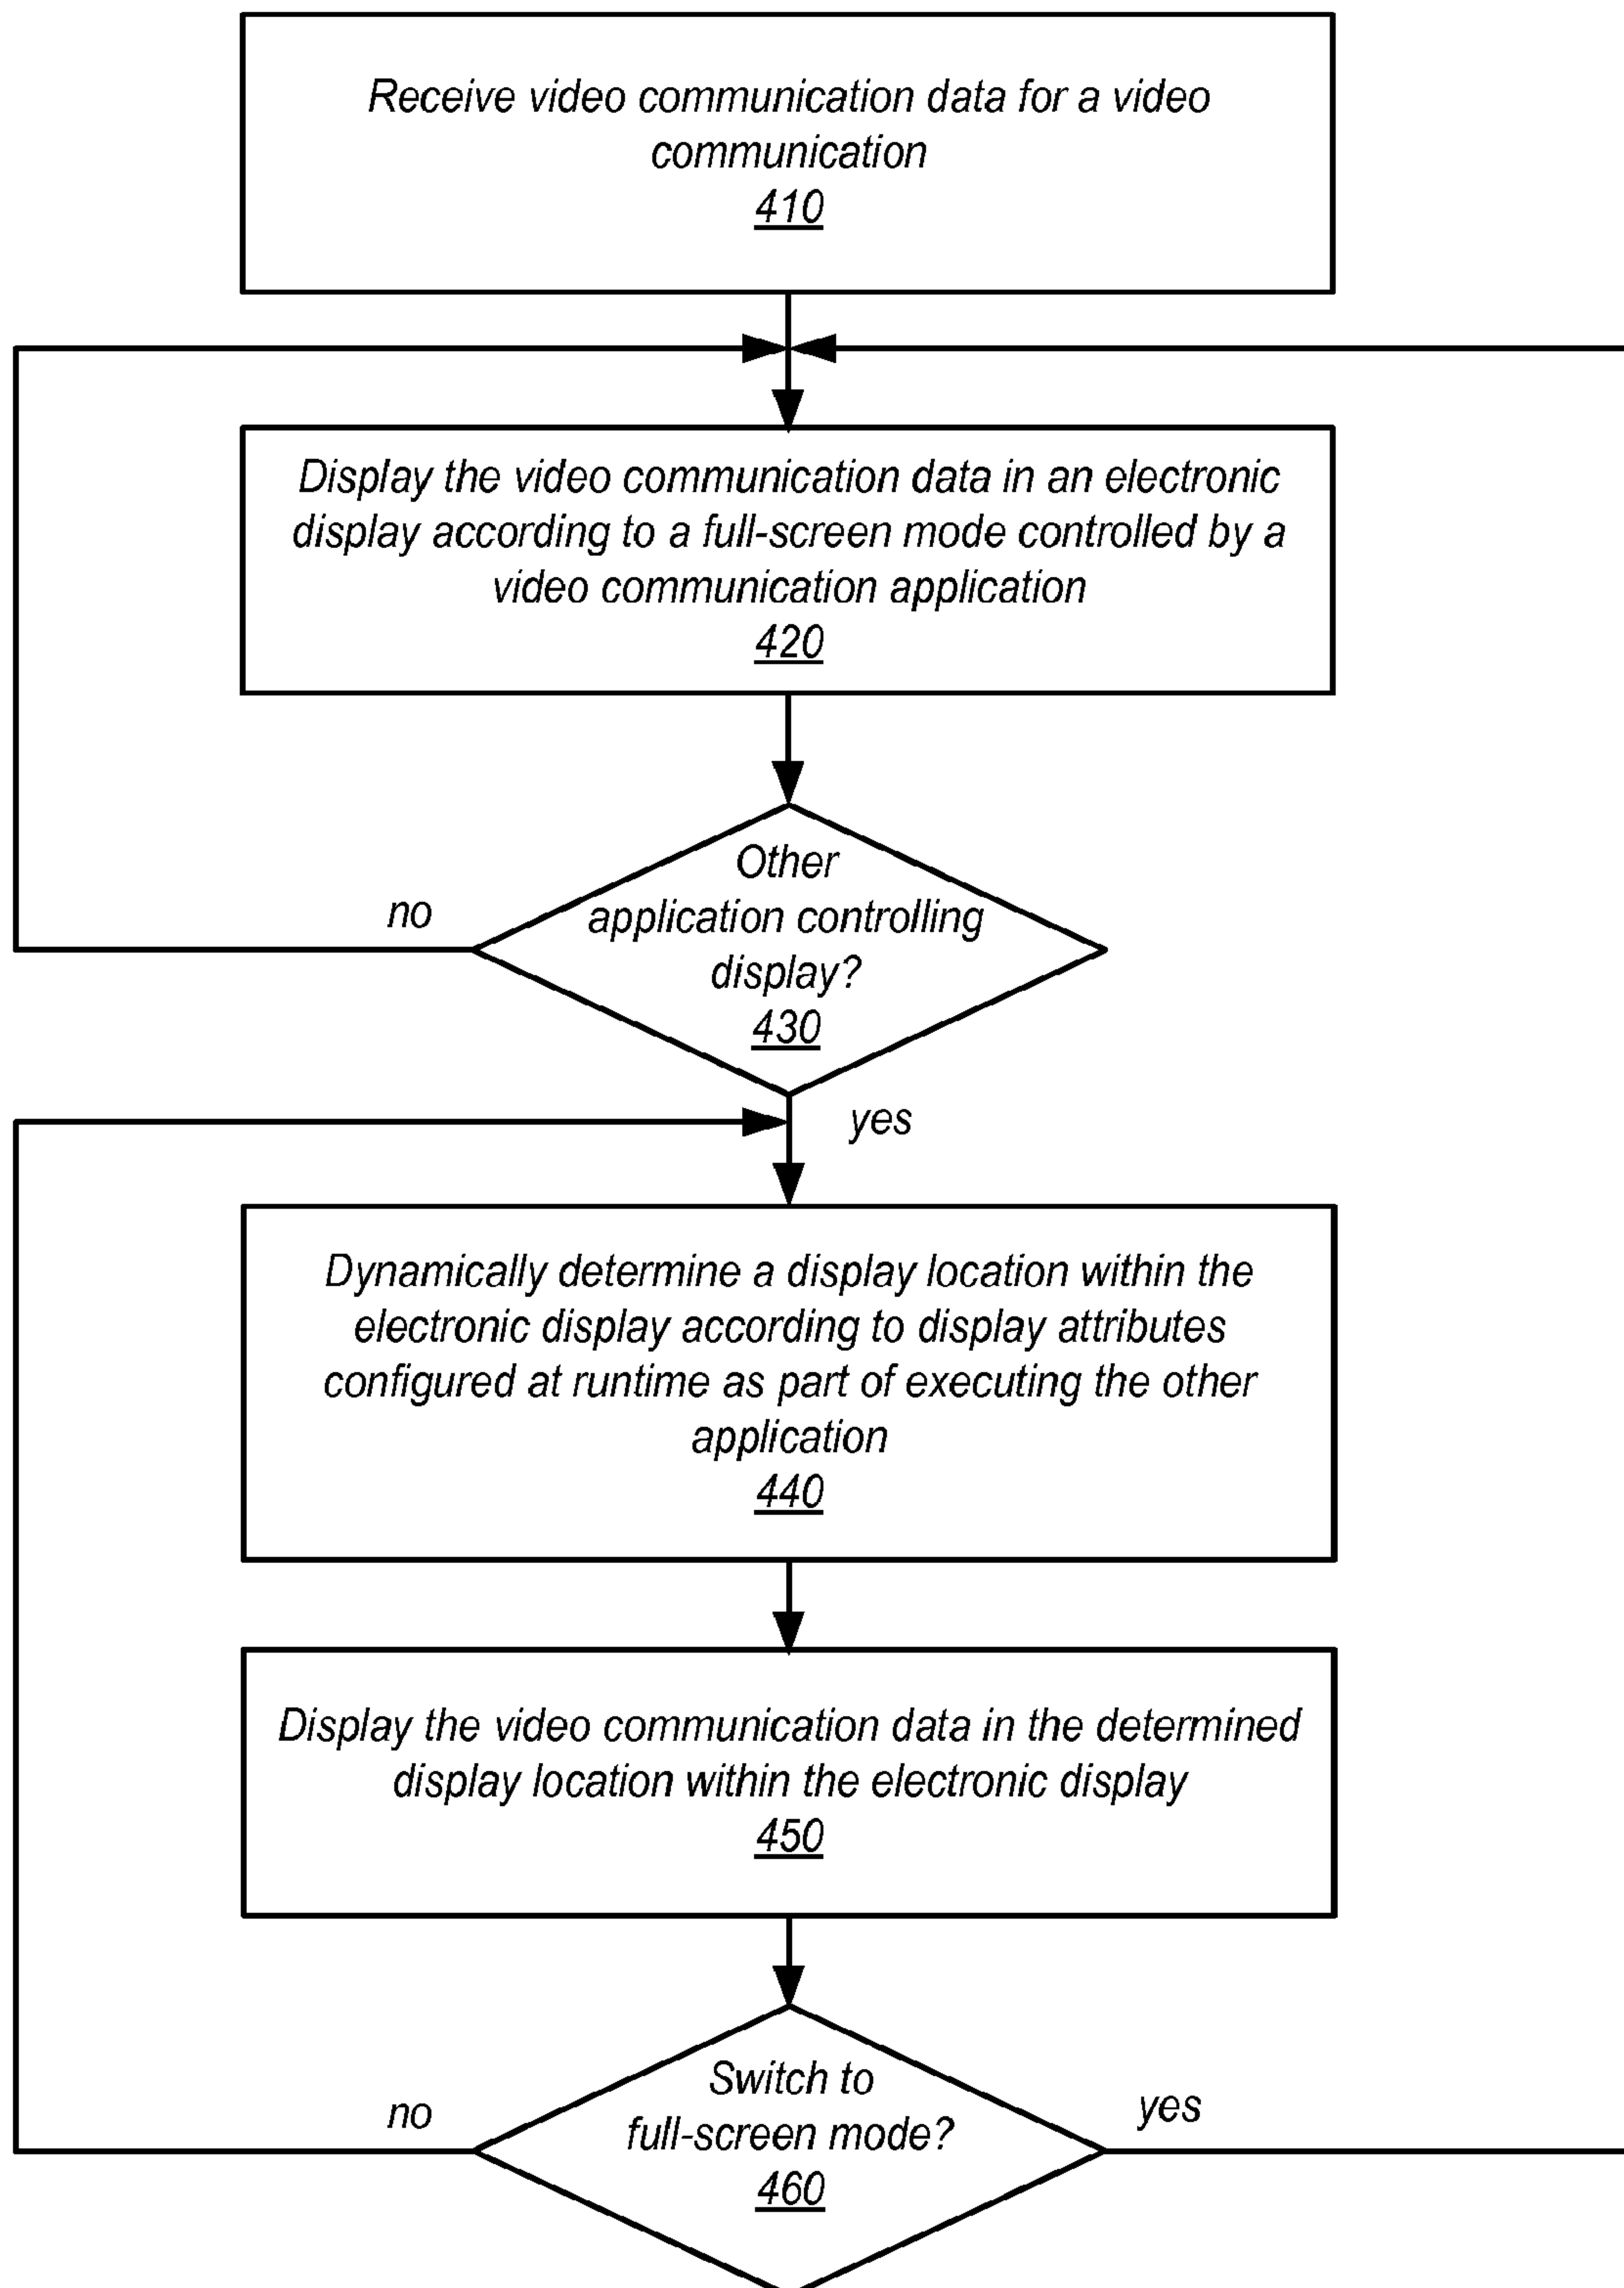 Receive video communication data for a video
communication
410
Display the video communication data in an electronic
display according to a full-screen mode controlled by a
video communication application
420
Other
application controlling
display?
430
no
yes
Dynamically determine a display location within the
electronic display according to display attributes
configured at runtime as part of executing the other
application
440
Display the video communication data in the determined
display location within the electronic display
450
Switch to
full-screen mode?
460
no
yes